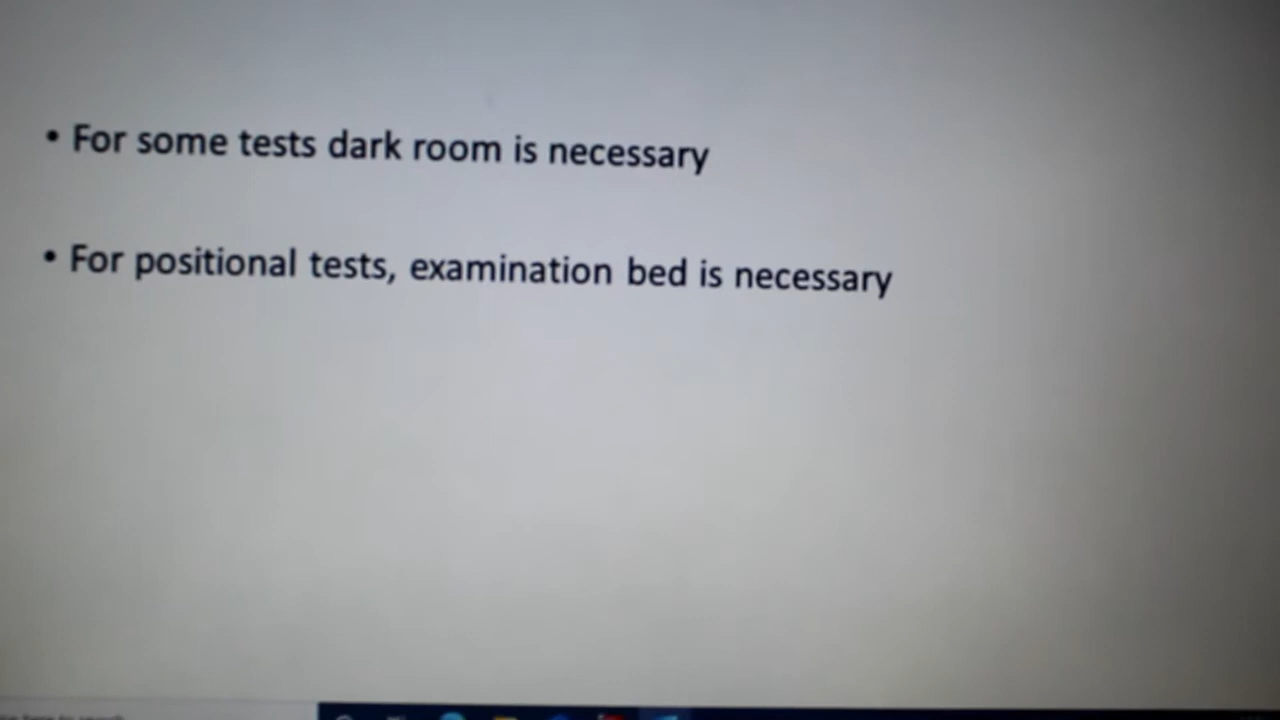 • For some tests dark room is necessary
• For positional tests, examination bed is necessary